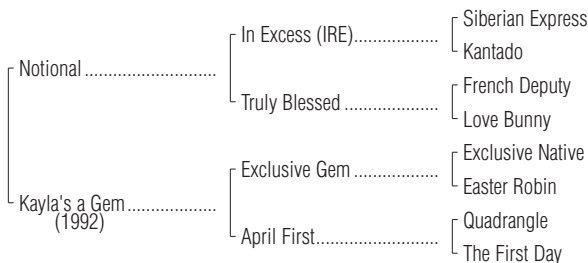 Siberian Express
In Excess (IRE)..................
Kantado
Notional............................
French Deputy
Truly Blessed ....................
Love Bunny
Exclusive Native
Exclusive Gem ..................
Easter Robin
Kayla's a Gem...................
(1992)
Quadrangle
April First..........................
The First Day